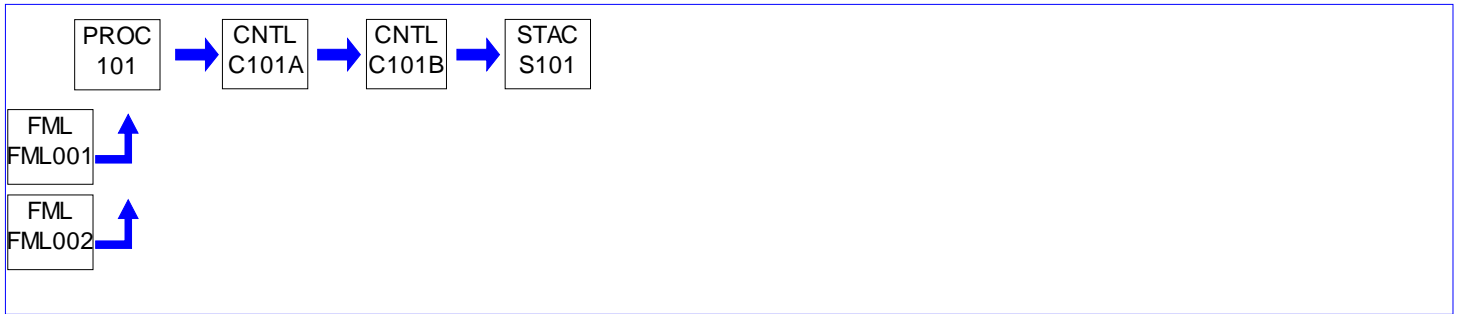 PROC
101
CNTL
C101A
CNTL
C101B
STAC
S101
FML
FML001
FML
FML002